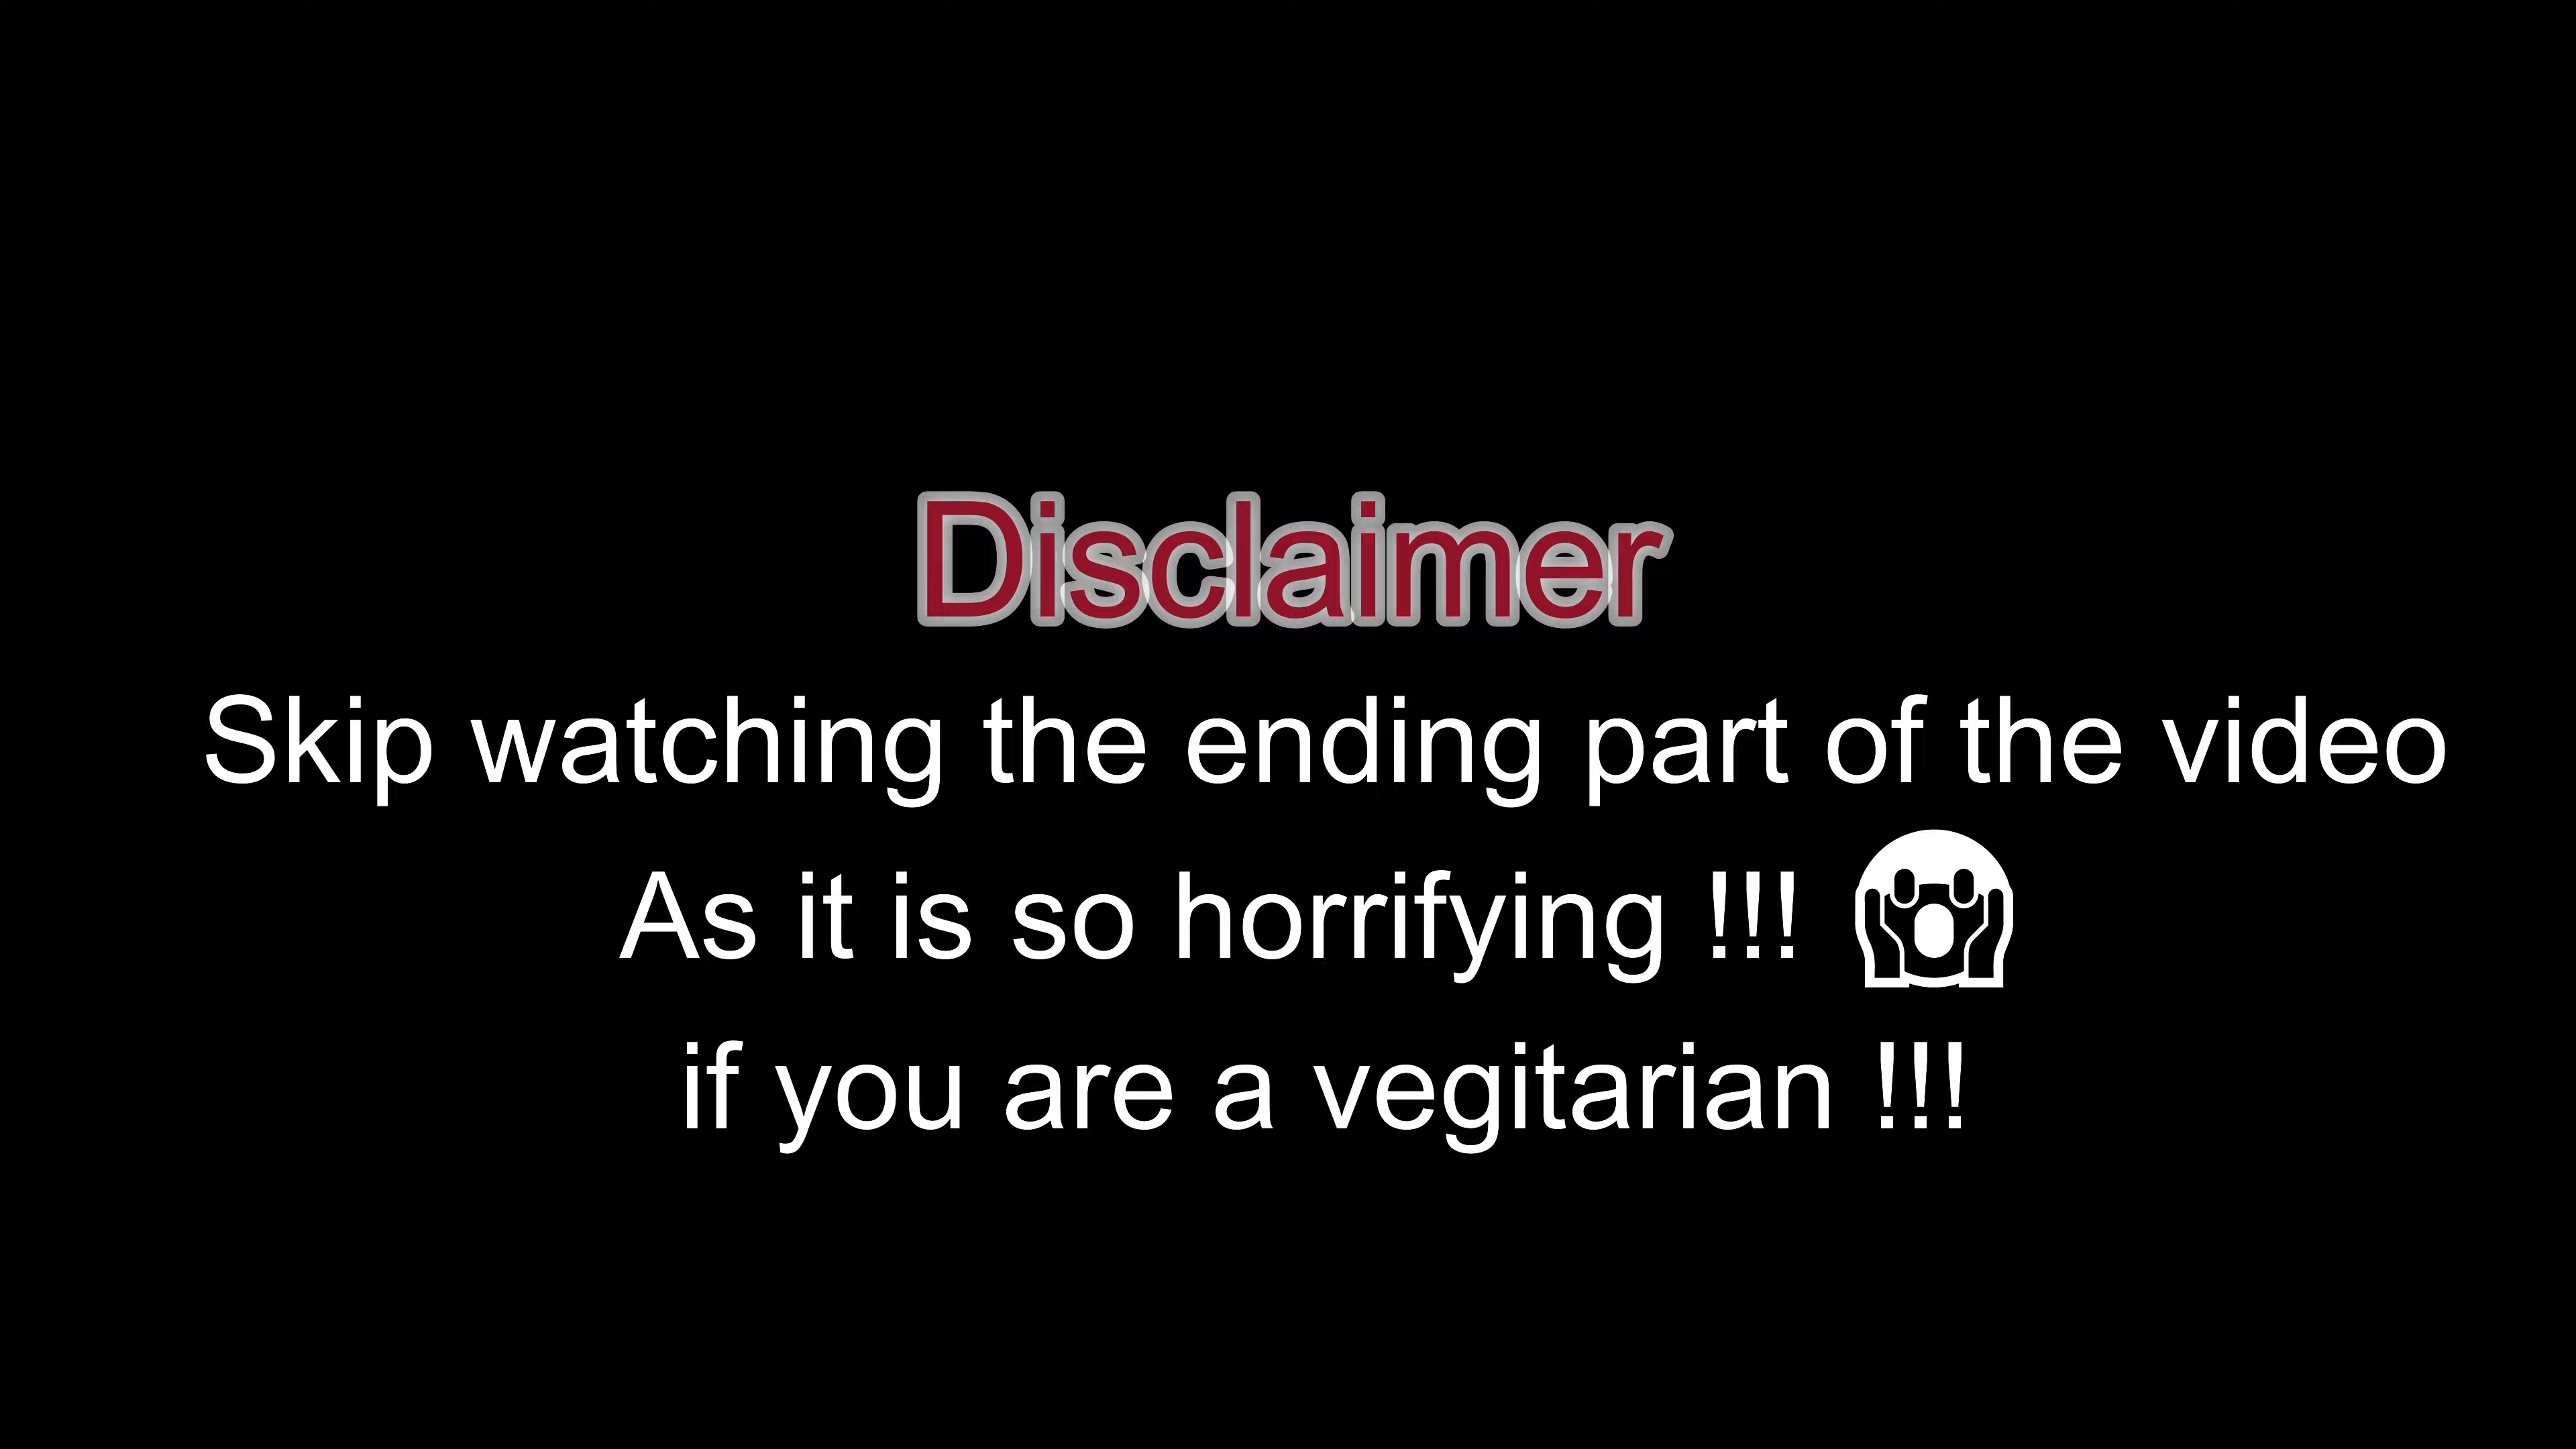 Disclaimer
Skip watching the ending part of the video
As it is so horrifying !!! 😱
if you are a vegitarian !!!